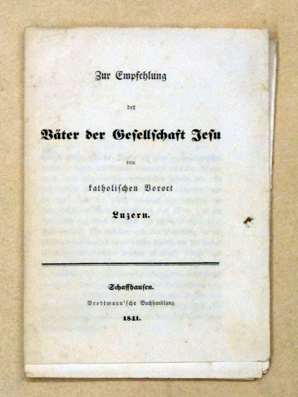 Zur Empfehlung
der
Väter der Gesellschaft Jesu
dem
katholischen Vorort
Luzern.
Schaffhausen.
Brodtmann'sche Buchhandlung
1841.